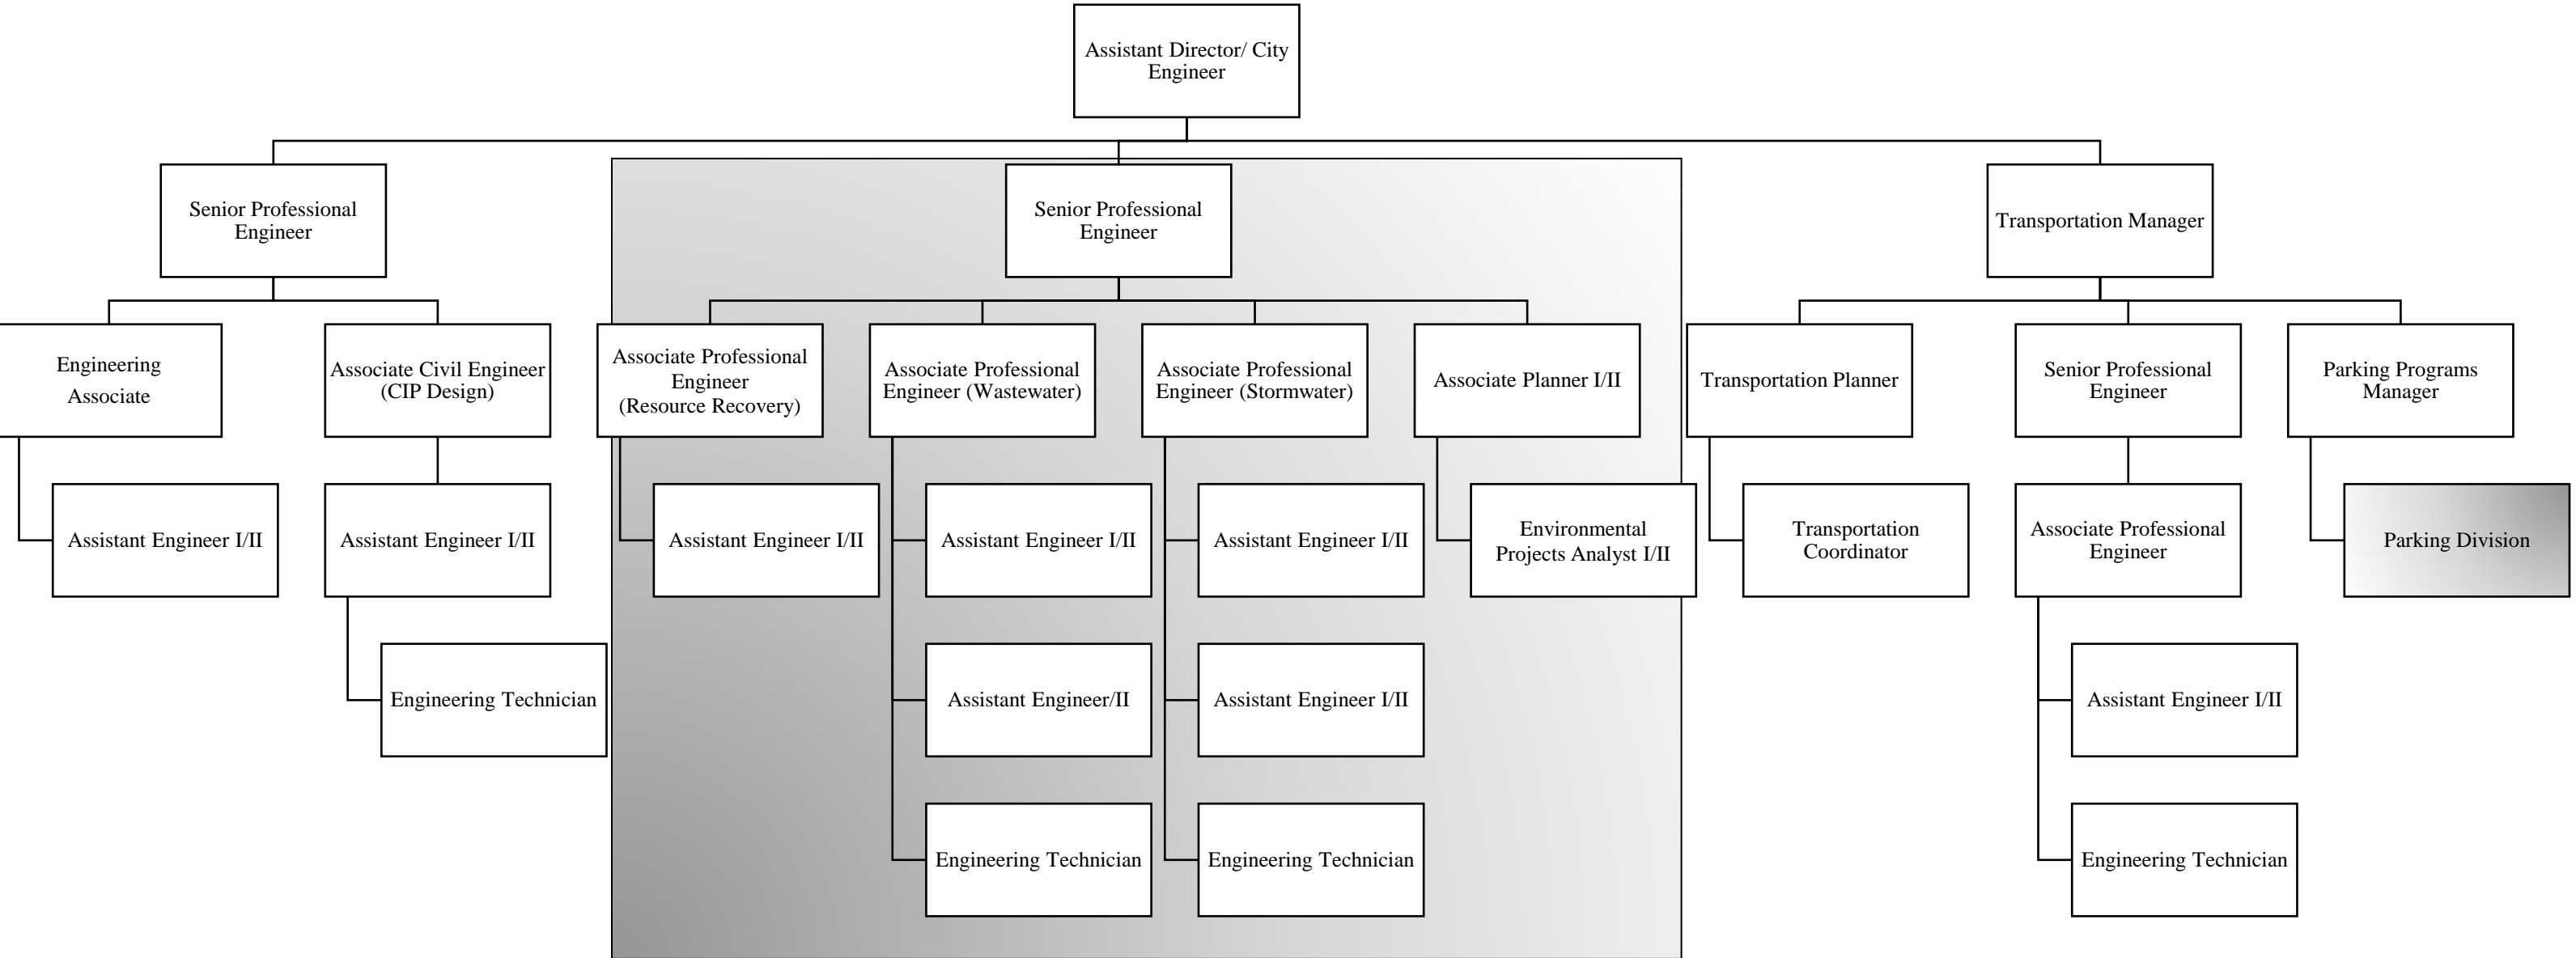 Assistant Director/ City
Engineer
Senior Professional
Engineer
Senior Professional
Engineer
Transportation Manager
Engineering
Associate
Associate Civil Engineer
(CIP Design)
Associate Professional
Engineer
(Resource Recovery)
Associate Professional
Engineer (Wastewater)
Associate Professional
Engineer (Stormwater)
Associate Planner I/II
Transportation Planner
Senior Professional
Engineer
Parking Programs
Manager
Assistant Engineer I/II
Assistant Engineer I/II
Assistant Engineer I/II
Assistant Engineer I/II
Assistant Engineer I/II
Environmental
Projects Analyst I/II
Transportation
Coordinator
Associate Professional
Engineer
Parking Division
Engineering Technician
Assistant Engineer/II
Assistant Engineer I/II
Assistant Engineer I/II
Engineering Technician
Engineering Technician
Engineering Technician